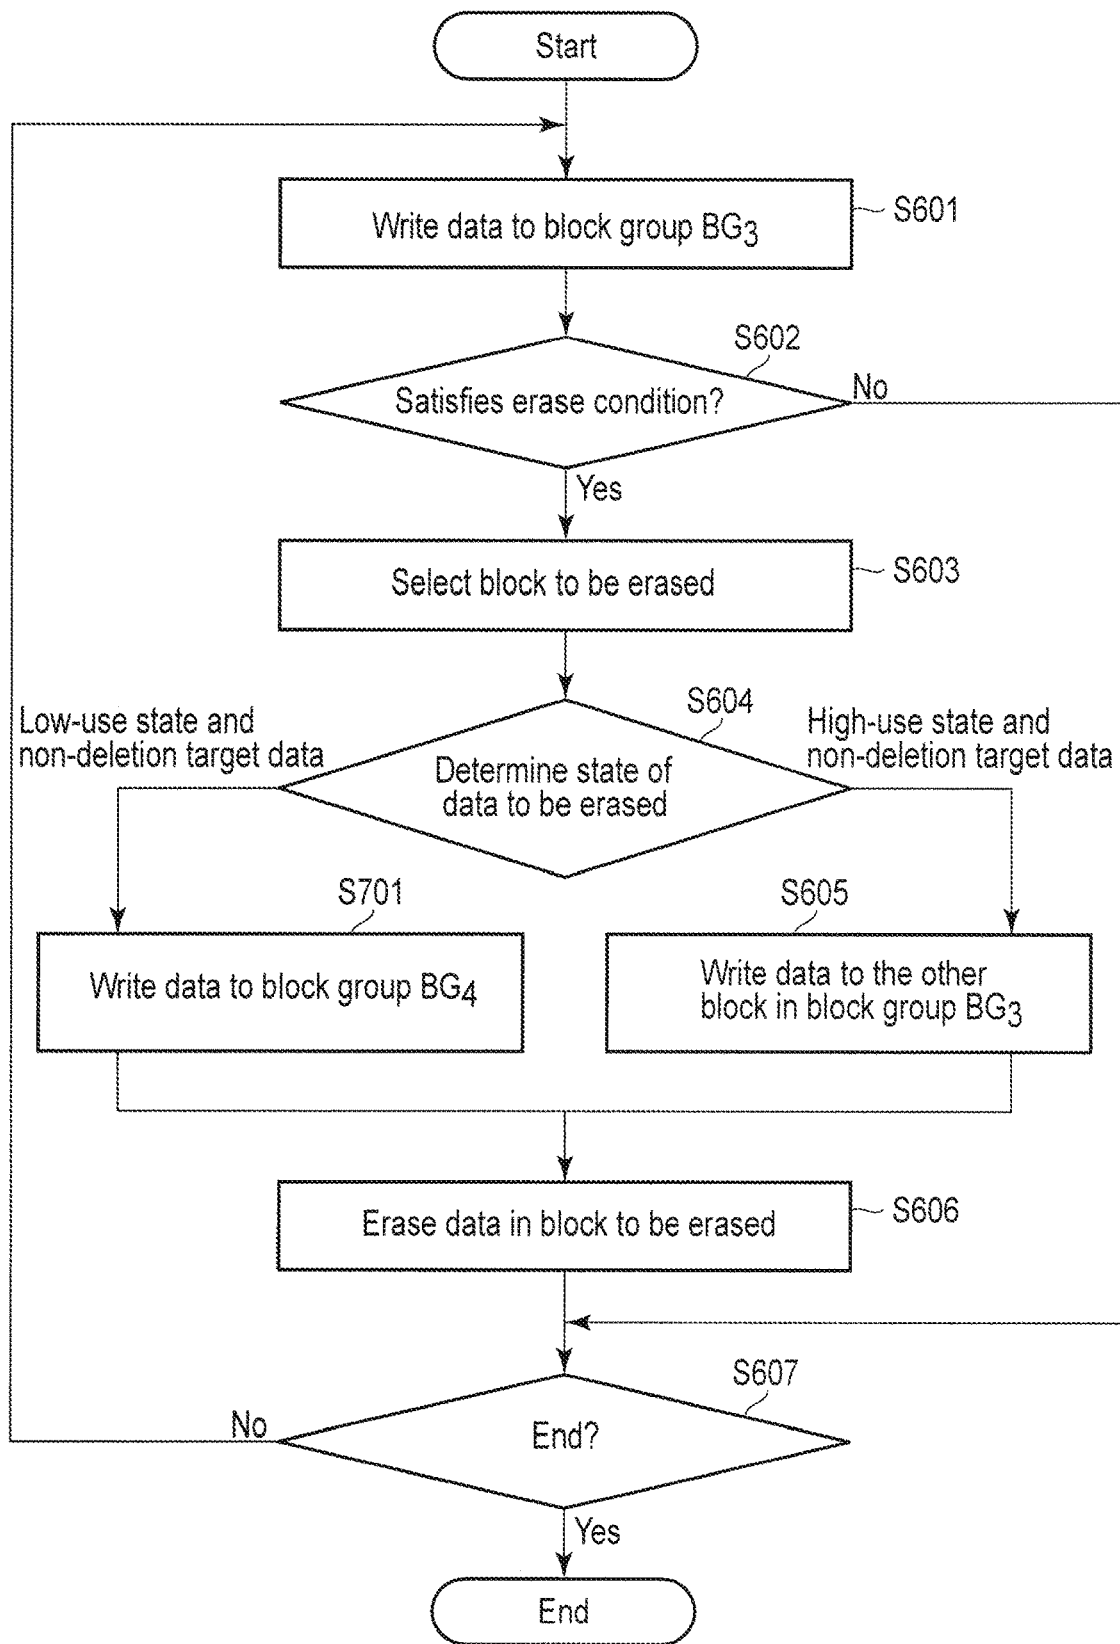 Start
Write data to block group BG3
S601
S602
Satisfies erase condition?
No
Yes
Select block to be erased
S603
S604
Low-use state and
non-deletion target data
High-use state and
non-deletion target data
Determine state of
data to be erased
S701
S605
Write data to block group BG4
Write data to the other
block in block group BG3
Erase data in block to be erased
S606
S607
No
End?
Yes
End